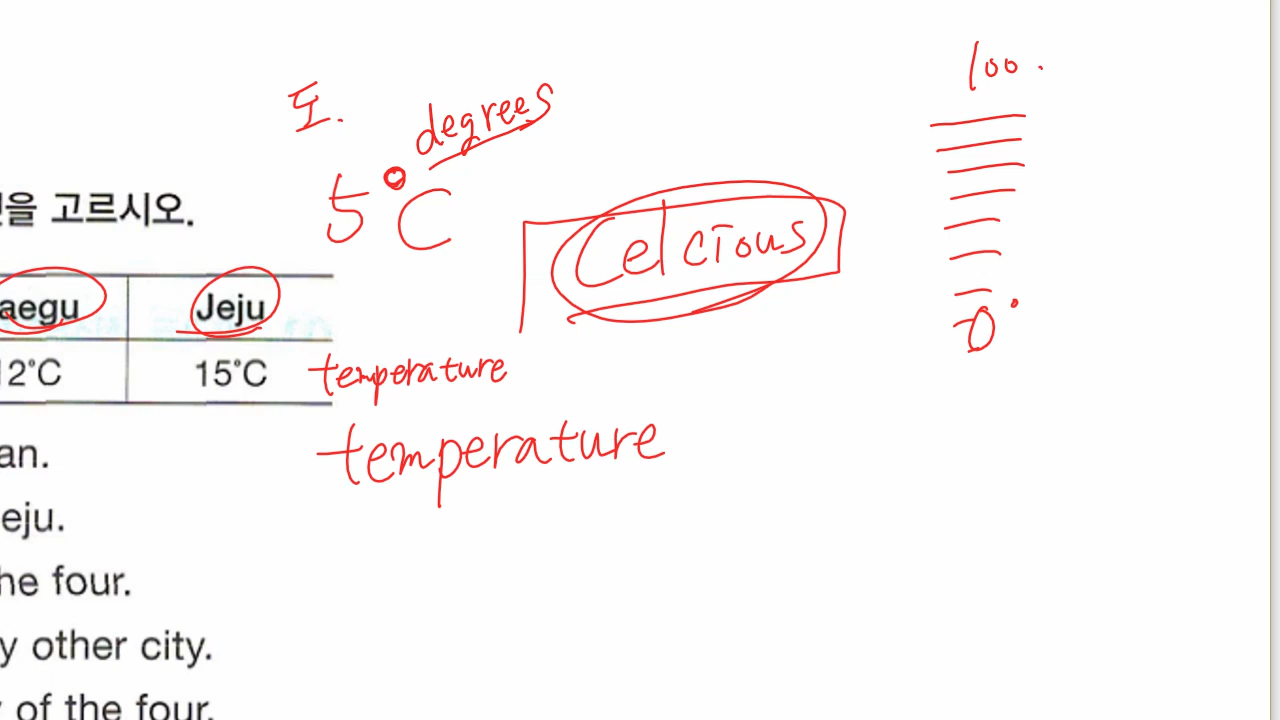 100.
도.
degrees
5°C
을 고르시오.
Celcious
aegu Jeju
0°
12°C 15°C
temperature
an.
temperature
eju.
he four.
y other city.
of the four.